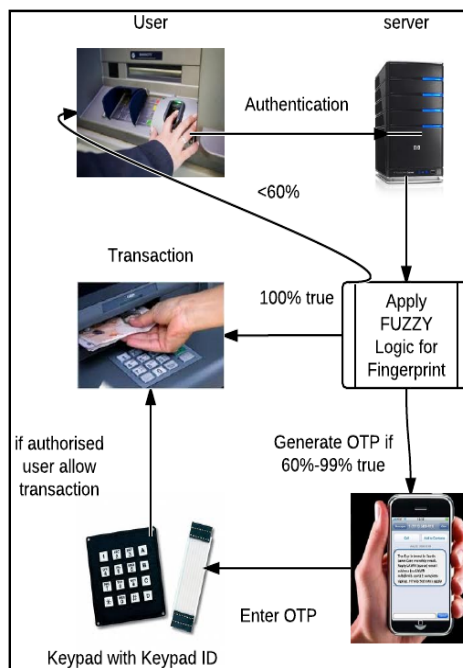 User
server
Authentication
<60%
Transaction
100% true
Apply
FUZZY
Logic for
Fingerprint
Generate OTP if
60%-99% true
if authorised
user allow
transaction
Enter OTP
Keypad with Keypad ID